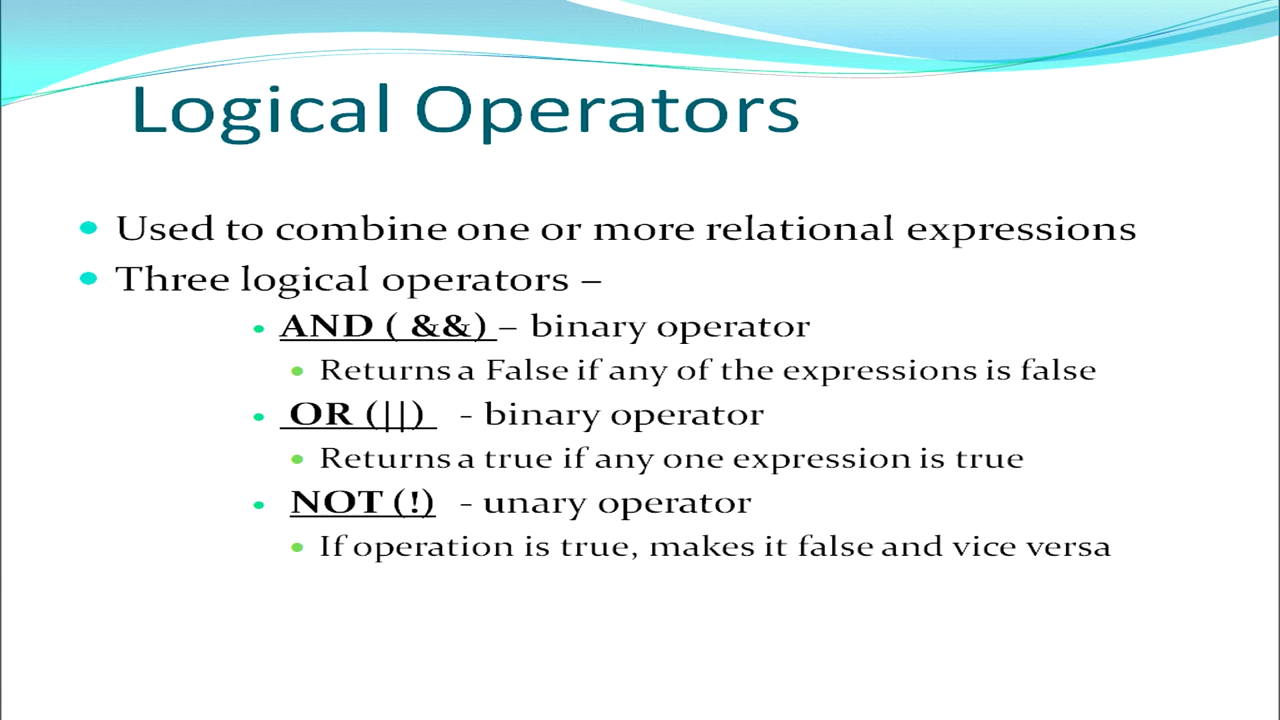 Logical Operators
Used to combine one or more relational expressions
Three logical operators –
AND ( &&) – binary operator
Returns a False if any of the expressions is false
OR (||) - binary operator
Returns a true if any one expression is true
NOT (!) - unary operator
If operation is true, makes it false and vice versa